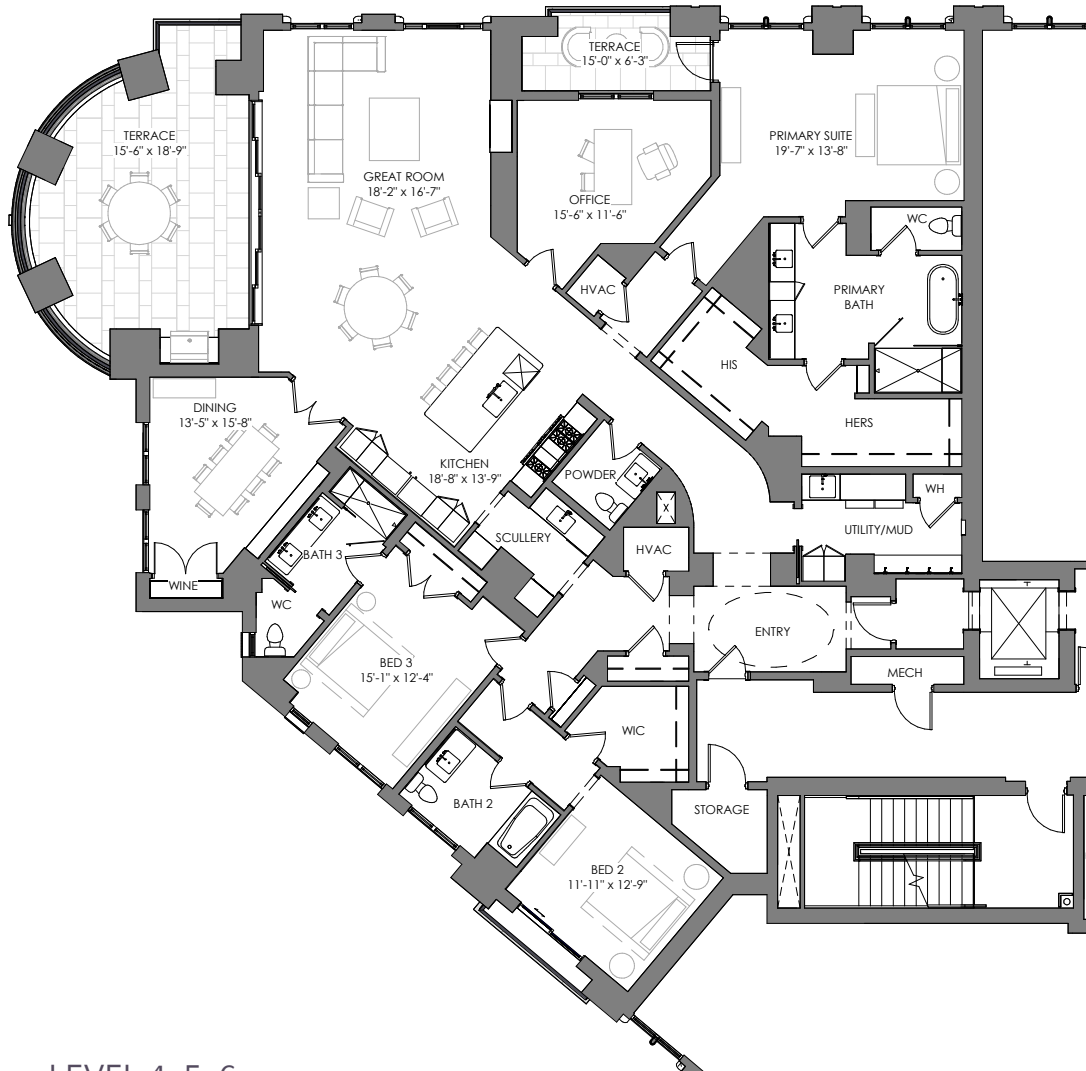 TERRACE
15'-0" x 6'-3"
TERRACE
15'-6" x 18'-9"
PRIMARY SUITE
19'-7" x 13'-8"
GREAT ROOM
18'-2" x 16'-7"
OFFICE
15'-6" x 11'-6"
WC
HVAC
PRIMARY
BATH
HIS
DINING
13'-5" x 15'-8"
HERS
KITCHEN
18'-8" x 13'-9"
POWDER
WH
X
UTILITY/MUD
SCULLERY
BATH 3
HVAC
WINE
WC
ENTRY
BED 3
15'-1" x 12'-4"
MECH
WIC
BATH 2
STORAGE
BED 2
11'-11" x 12'-9"
LEVEL 4, 5, 6